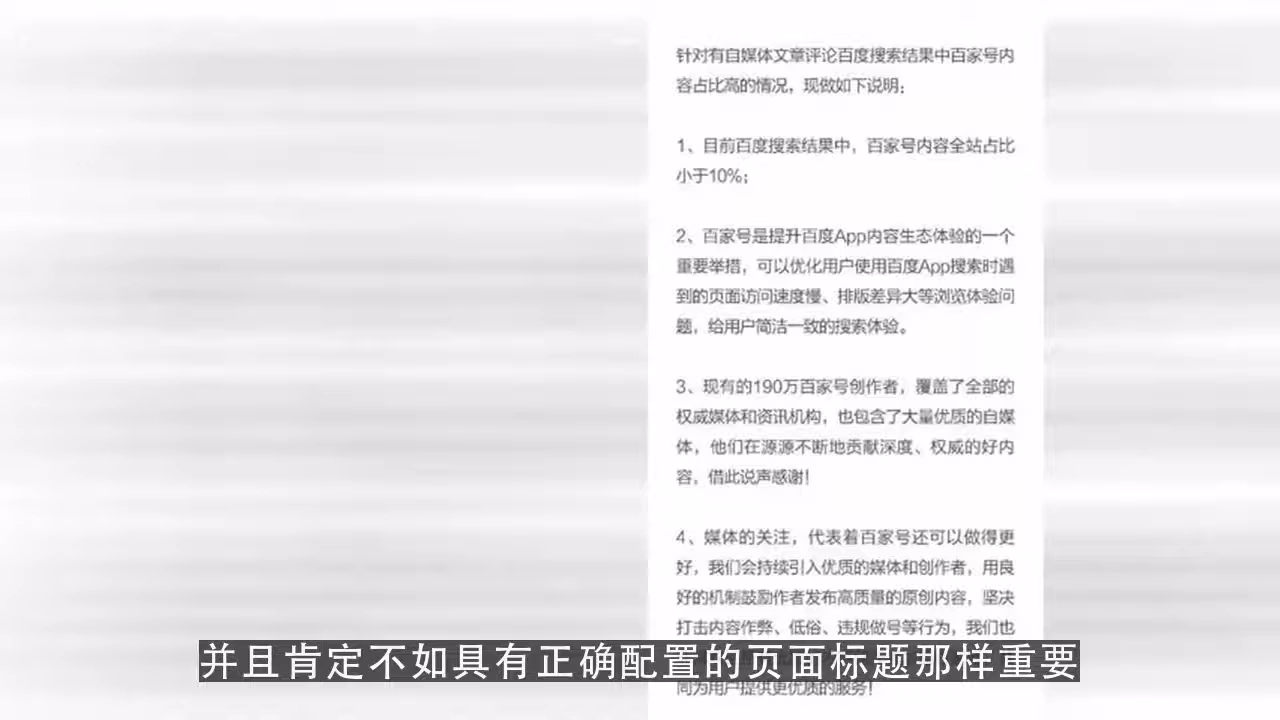 针对有自媒体文章评论百度搜索结果中百家号内
容占比高的情况，现做如下说明：
1、目前百度搜索结果中，百家号内容全站占比
小于10%；
2、百家号是提升百度App内容生态体验的一个
重要举措，可以优化用户使用百度App搜索时遇
到的页面访问速度慢、排版差异大等浏览体验问
题，给用户简洁一致的搜索体验。
3、现有的190万百家号创作者，覆盖了全部的
权威媒体和资讯机构，也包含了大量优质的自媒
体，他们在源源不断地贡献深度、权威的好内
容，借此说声感谢！
4、媒体的关注，代表着百家号还可以做得更
好，我们会持续引入优质的媒体和创作者，用良
好的机制鼓励作者发布高质量的原创内容，坚决
打击内容作弊、低俗、违规做号等行为，我们也
并且肯定不如具有正确配置的页面标题那样重要
同为用户提供更优质的服务！